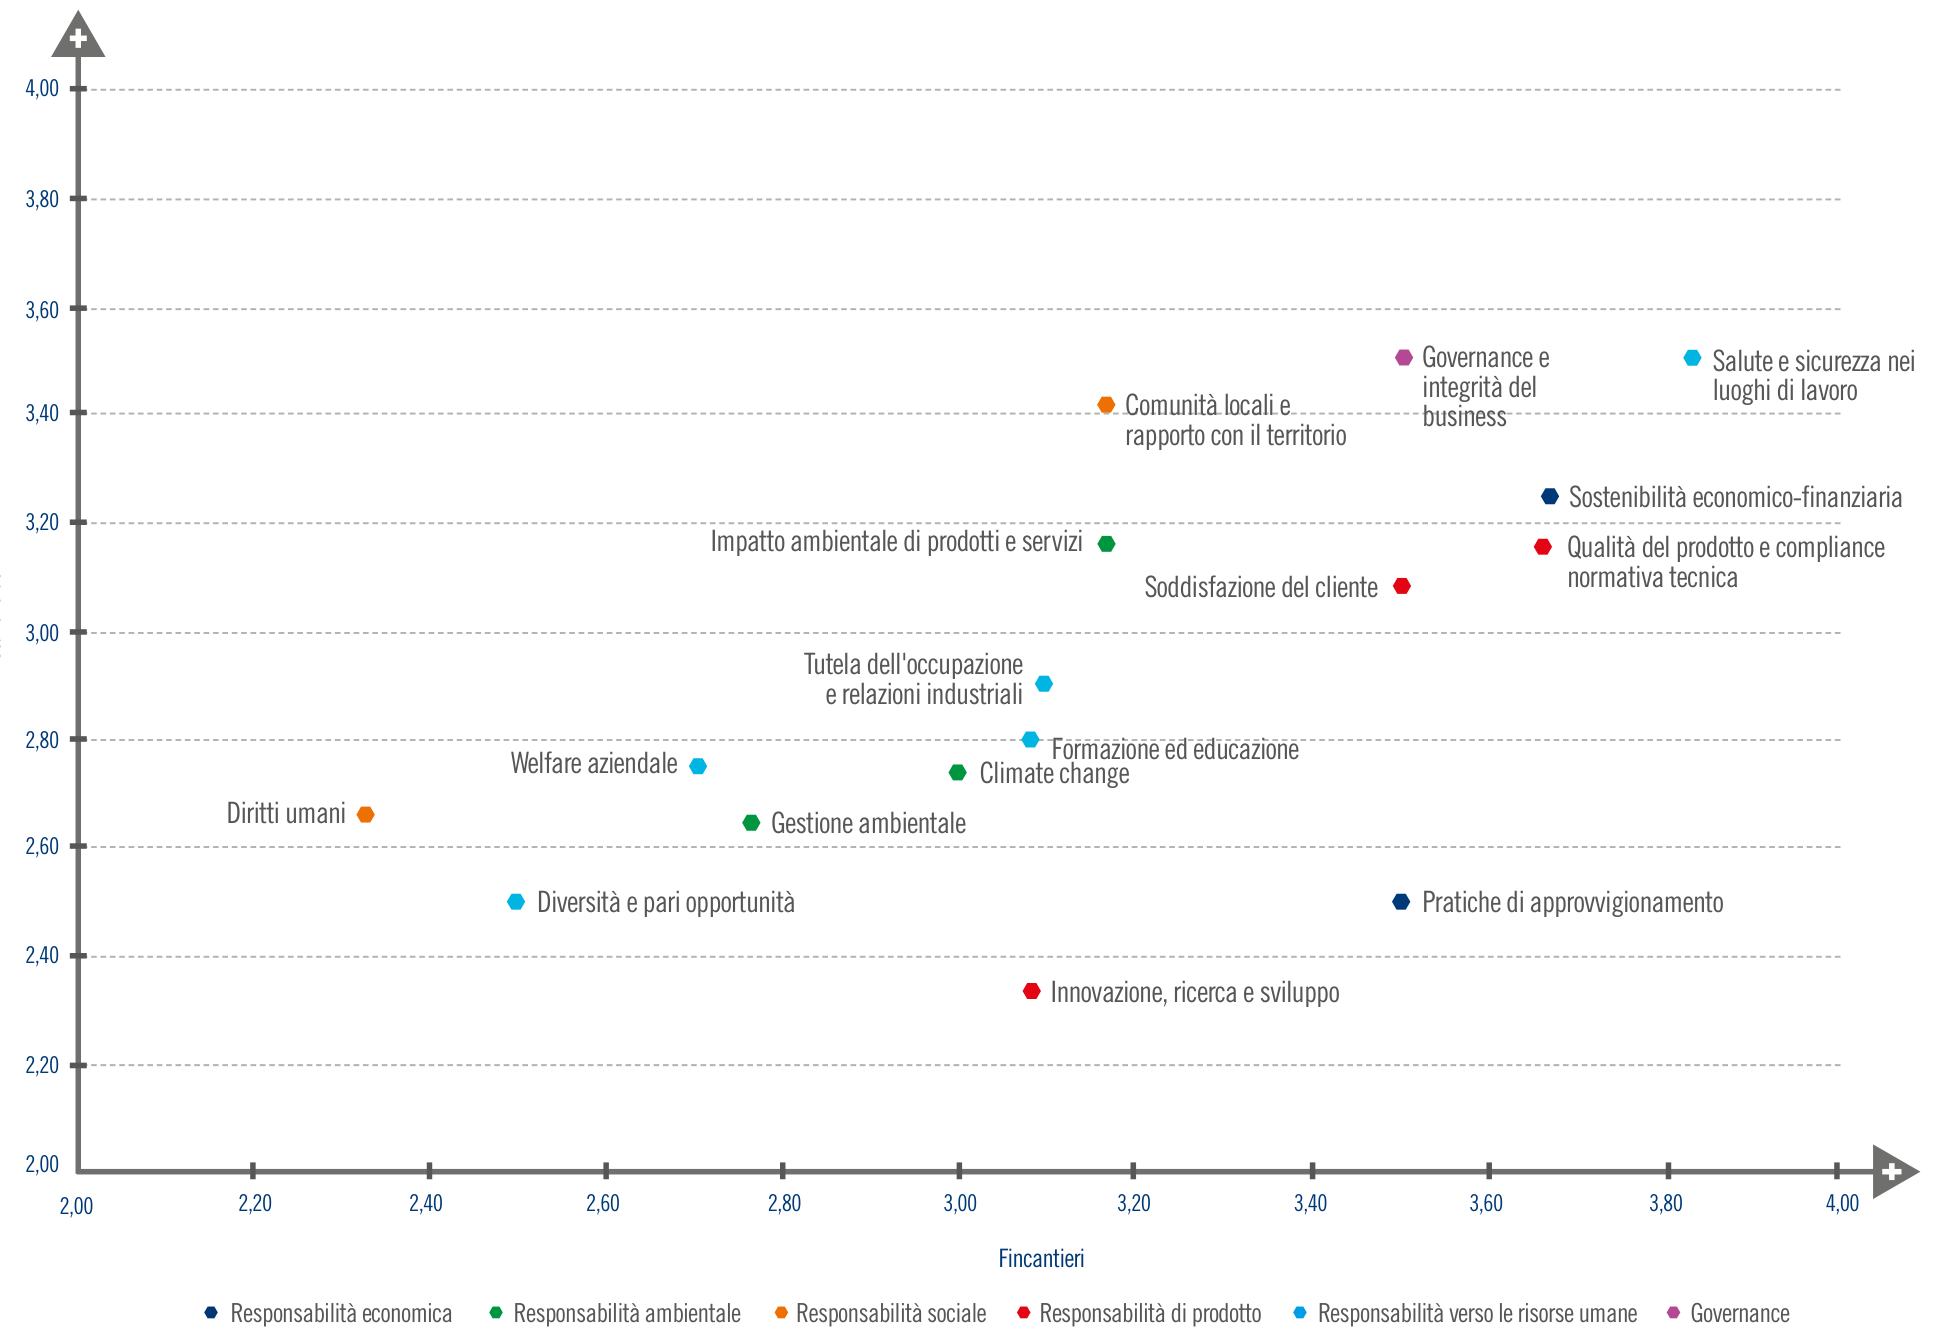 4,00
3,80
3,60
Governance e
integrità del
business
Salute e sicurezza nei
luoghi di lavoro
3,40
Comunità locali e
rapporto con il territorio
Sostenibilità economico-finanziaria
3,20
Impatto ambientale di prodotti e servizi
Qualità del prodotto e compliance
normativa tecnica
Soddisfazione del cliente
3,00
Tutela dell'occupazione
e relazioni industriali
2,80
Formazione ed educazione
Welfare aziendale
Climate change
Diritti umani
Gestione ambientale
2,60
Diversità e pari opportunità
Pratiche di approvvigionamento
2,40
Innovazione, ricerca e sviluppo
2,20
2,00
2,00 2,20 2,40 2,60 2,80 3,00 3,20 3,40 3,60 3,80 4,00
Fincantieri
Responsabilità economica Responsabilità ambientale Responsabilità sociale Responsabilità di prodotto Responsabilità verso le risorse umane Governance